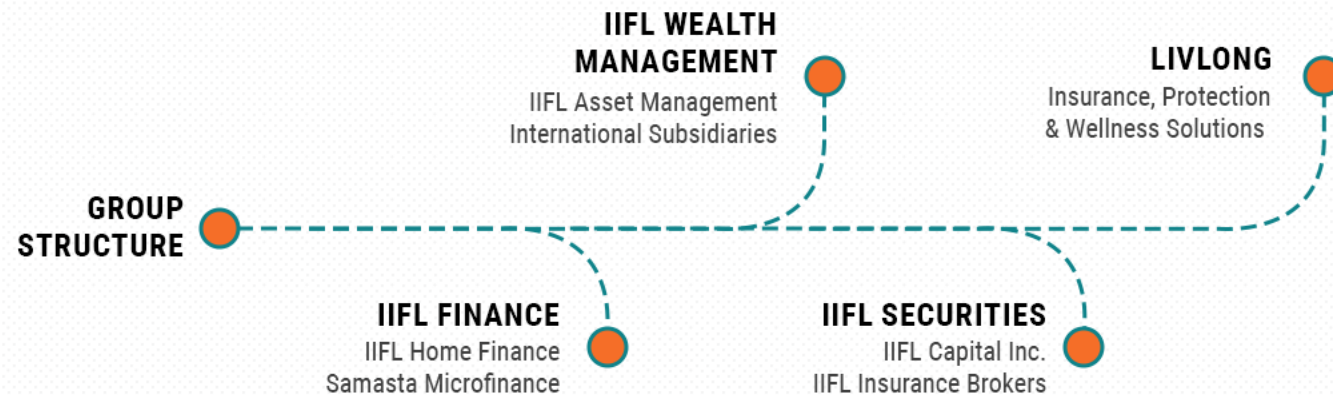 IIFL WEALTH
MANAGEMENT
IIFL Asset Management
International Subsidiaries
LIVLONG
Insurance, Protection
& Wellness Solutions
GROUP
STRUCTURE
IIFL FINANCE
IIFL Home Finance
Samasta Microfinance
IIFL SECURITIES
IIFL Capital Inc.
IIFL Insurance Brokers